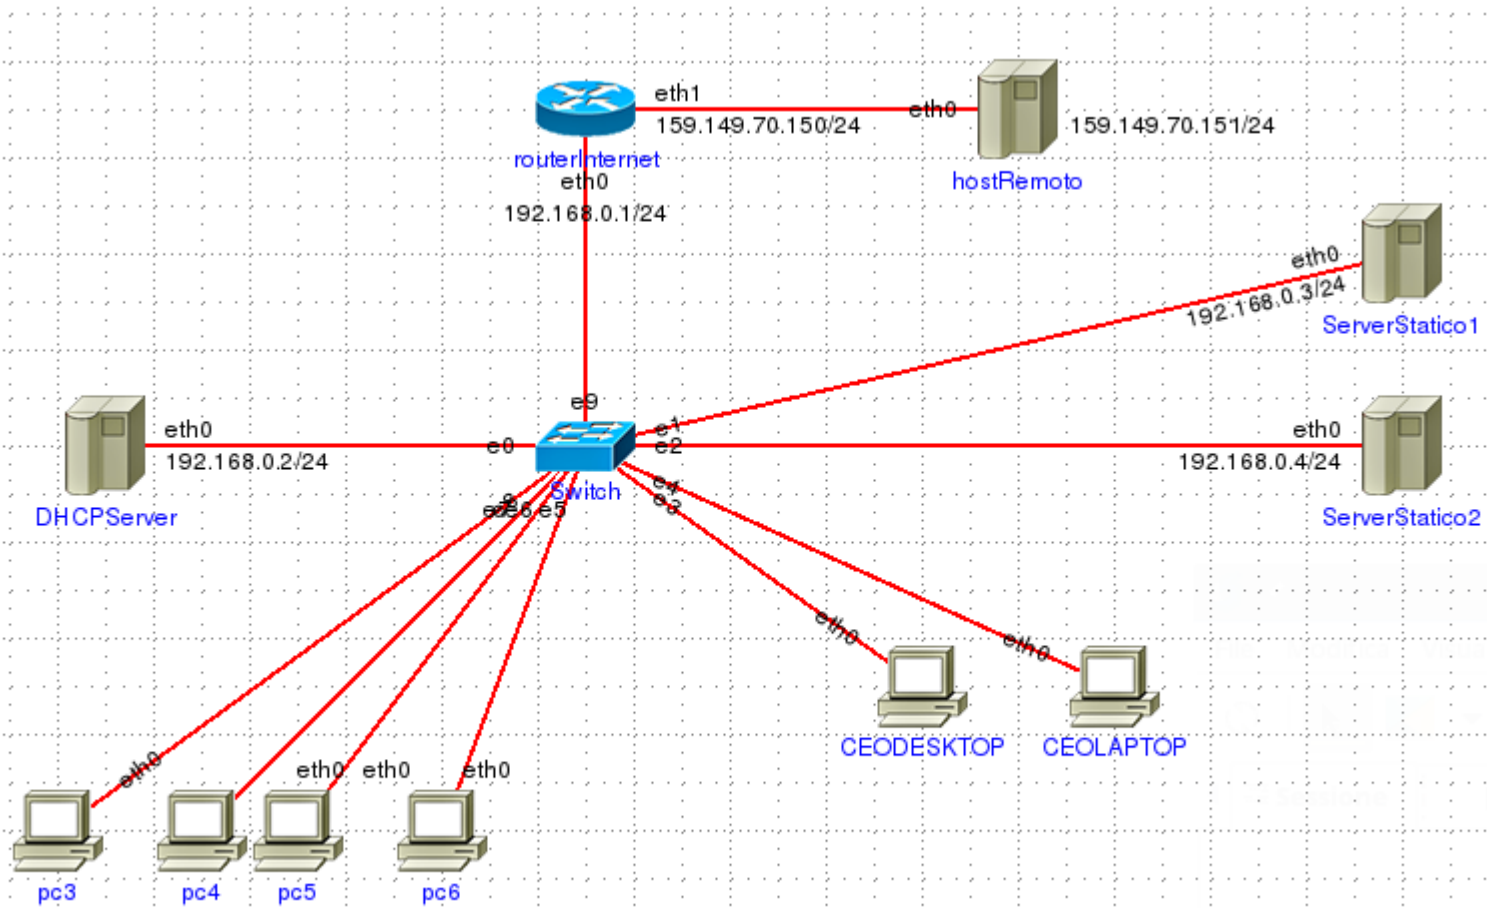 eth1
eth0
159.149.70.150/24
159.149.70.151/24
routerInternet
hostRemoto
eth0
192.168.0.1/24
eth0
192.168.0.3/24
ServerStatico1
e9
e1
eth0
e0
e2
eth0
192.168.0.2/24
192.168.0.4/24
DHCPServer
Switch
ServerStatico2
e4
e3
e6
e5
eth0
eth0
CEODESKTOP
CEOLAPTOP
eth0
eth0
eth0
eth0
pc3
pc4
pc5
pc6